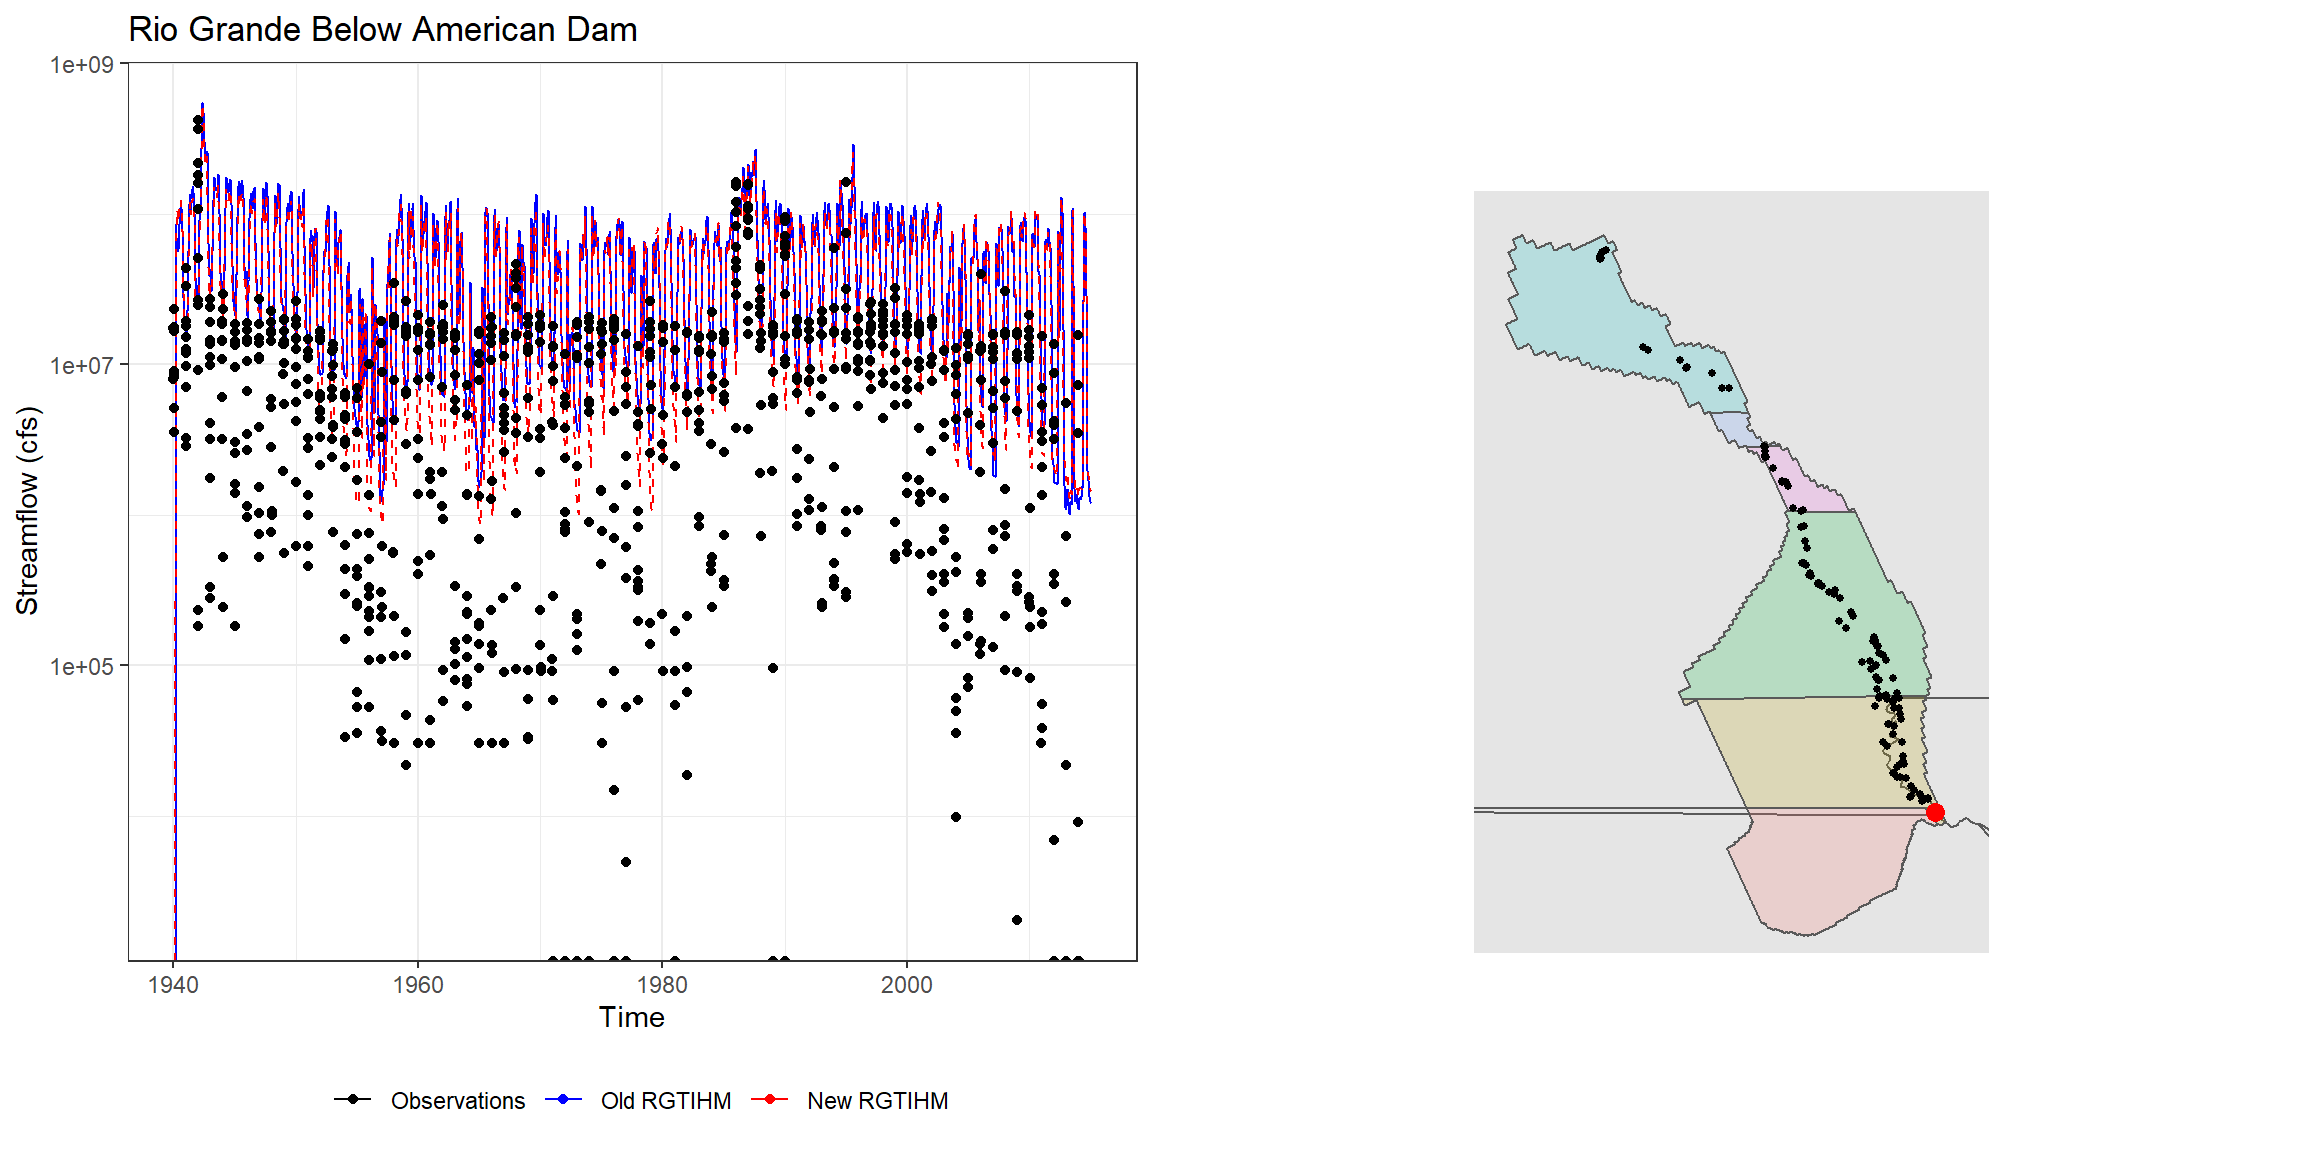 Rio Grande Below American Dam
1e+09
1e+07
1e+05
Streamflow (cfs)
1940 1960 1980 2000
Time
Observations Old RGTIHM New RGTIHM